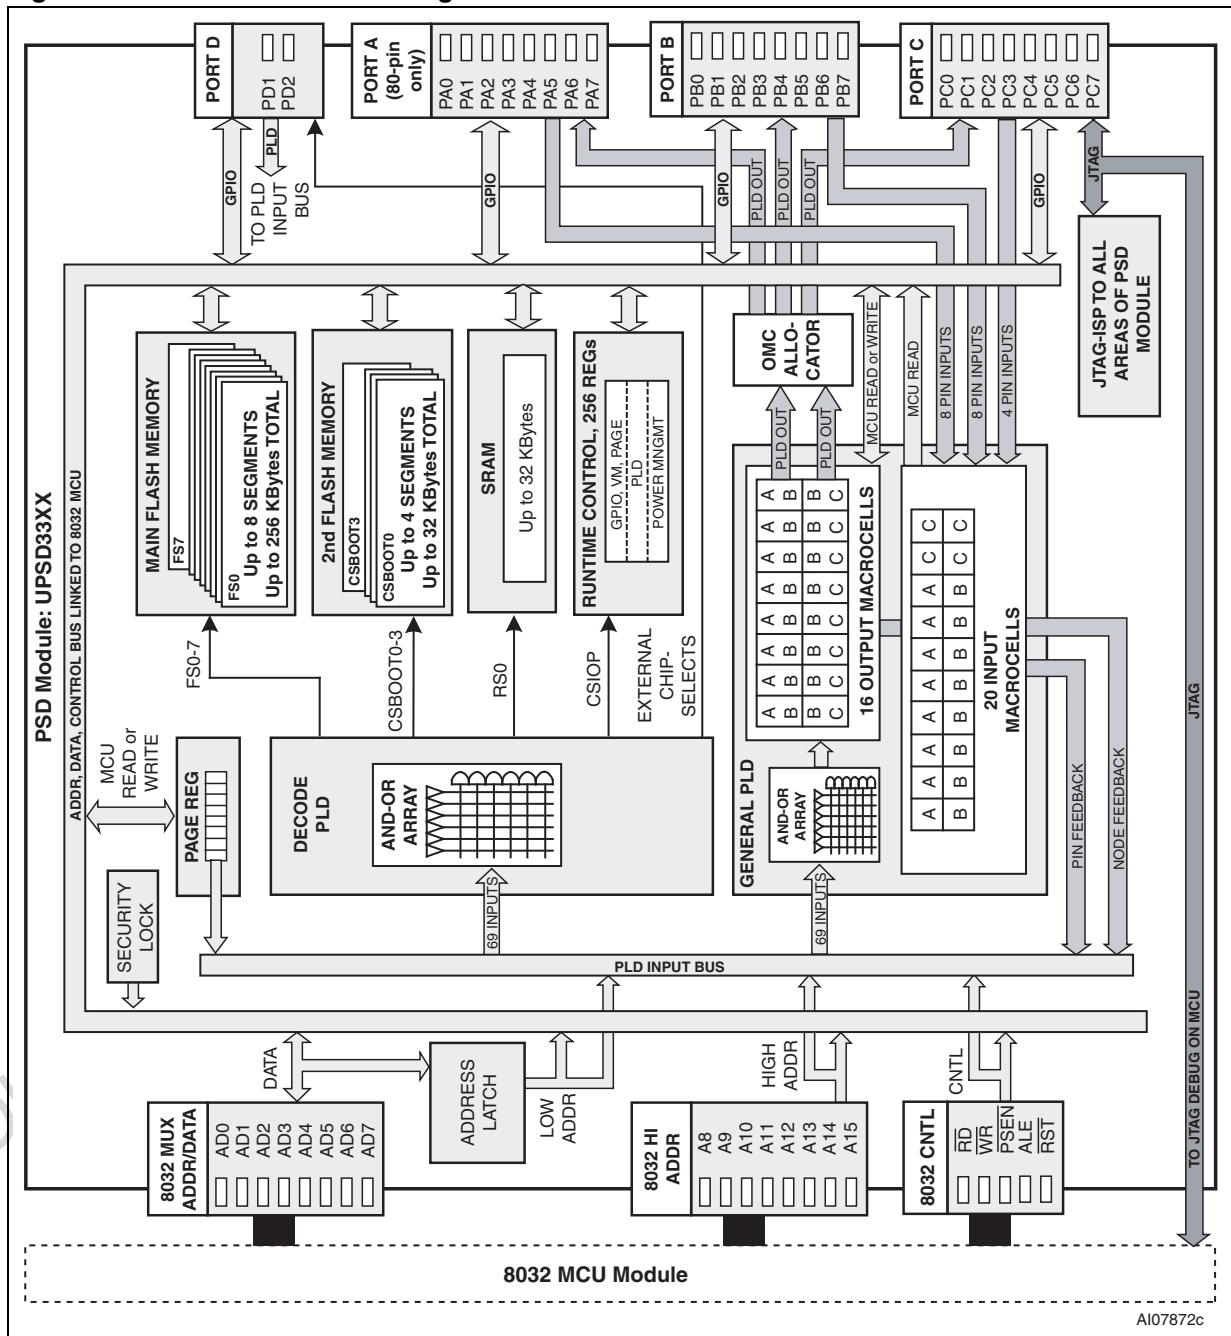 PORT D
PD1
PD2
PORT A
(80-pin
only)
PA0
PA1
PA2
PA3
PA4
PA5
PA6
PA7
PORT B
PB0
PB1
PB2
PB3
PB4
PB5
PB6
PB7
PORT C
PC0
PC1
PC2
PC3
PC4
PC5
PC6
PC7
GPIO
PLD
TO PLD
INPUT
BUS
GPIO
GPIO
PLD OUT
PLD OUT
PLD OUT
GPIO
JTAG
JTAG-ISP TO ALL
AREAS OF PSD
MODULE
PSD Module: UPSD33XX
ADDR, DATA, CONTROL BUS LINKED TO 8032 MCU
MAIN FLASH MEMORY
FS7
FS0
Up to 8 SEGMENTS
Up to 256 KBytes TOTAL
2nd FLASH MEMORY
CSBOOT3
CSBOOT0
Up to 4 SEGMENTS
Up to 32 KBytes TOTAL
SRAM
Up to 32 KBytes
RUNTIME CONTROL, 256 REGs
GPIO, VM, PAGE
PLD
POWER MNGMT
OMC
ALLO-
CATOR
PLD OUT
PLD OUT
MCU READ or WRITE
MCU READ
8 PIN INPUTS
8 PIN INPUTS
4 PIN INPUTS
FS0-7
CSBOOT0-3
RS0
CSIOP
EXTERNAL
CHIP-
SELECTS
MCU
READ or
WRITE
PAGE REG
SECURITY
LOCK
DECODE
PLD
AND-OR
ARRAY
69 INPUTS
GENERAL PLD
AND-OR
ARRAY
69 INPUTS
A A A A A A A A
B B B B B B B B
B B B B B B B B
C C C C C C C C
16 OUTPUT MACROCELLS
A A A A A A A A C C
B B B B B B B B C C
20 INPUT
MACROCELLS
PIN FEEDBACK
NODE FEEDBACK
JTAG
PLD INPUT BUS
DATA
ADDRESS
LATCH
LOW
ADDR
HIGH
ADDR
CNTL
8032 MUX
ADDR/DATA
AD0
AD1
AD2
AD3
AD4
AD5
AD6
AD7
8032 HI
ADDR
A8
A9
A10
A11
A12
A13
A14
A15
8032 CNTL
RD
WR
PSEN
ALE
RST
TO JTAG DEBUG ON MCU
8032 MCU Module
AI07872c